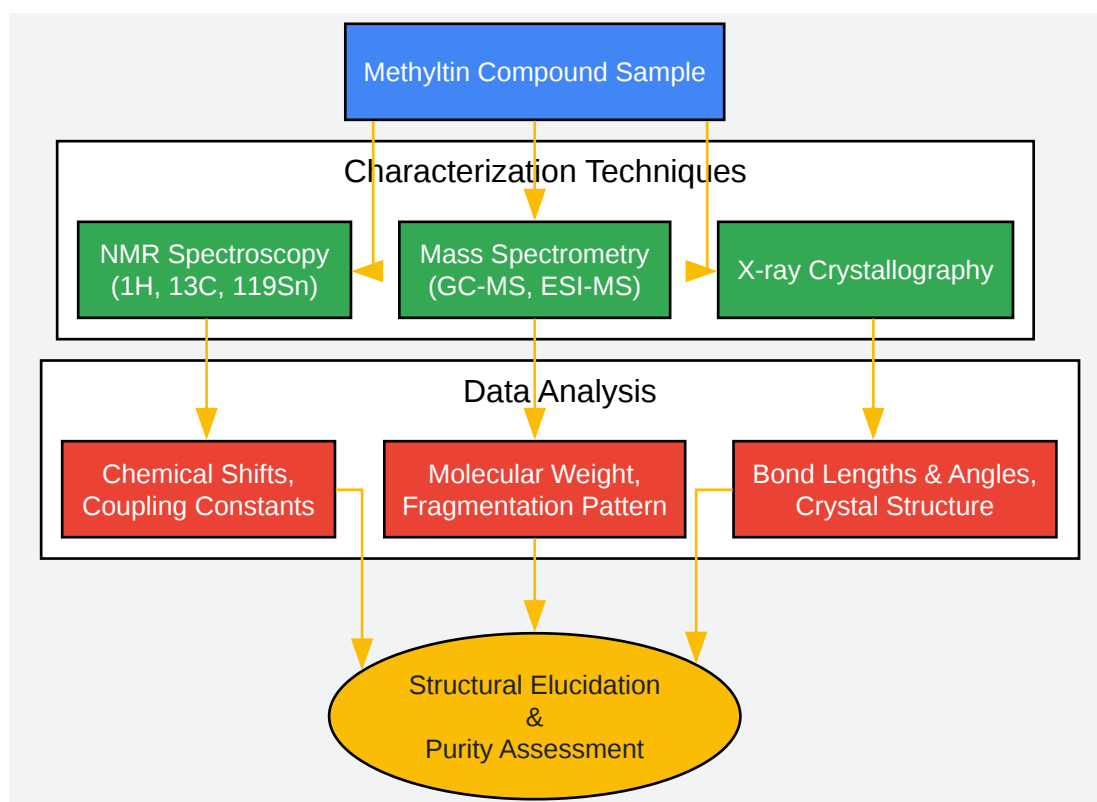 Methyltin Compound Sample
Characterization Techniques
NMR Spectroscopy
(1H, 13C, 119Sn)
Mass Spectrometry
(GC-MS, ESI-MS)
X-ray Crystallography
Data Analysis
Chemical Shifts,
Coupling Constants
Molecular Weight,
Fragmentation Pattern
Bond Lengths & Angles,
Crystal Structure
Structural Elucidation
&
Purity Assessment